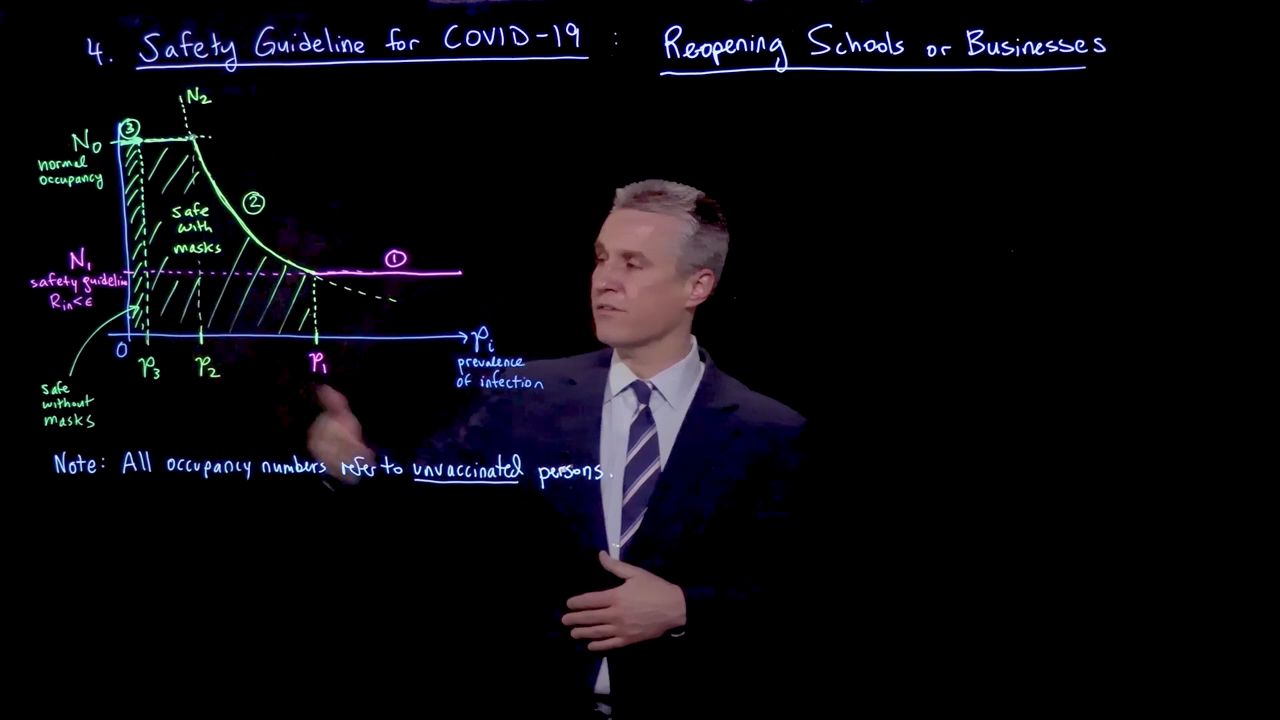 4. Safety Guideline for COVID-19 : Reopening Schools or Businesses
N₂
③
N₀
normal
occupancy
②
safe
with
masks
N₁
①
safety guideline
R_in<ε
0
p₃
p₂
p₁
p_i
prevalence
of infection
safe
without
masks
Note: All occupancy numbers refer to unvaccinated persons.